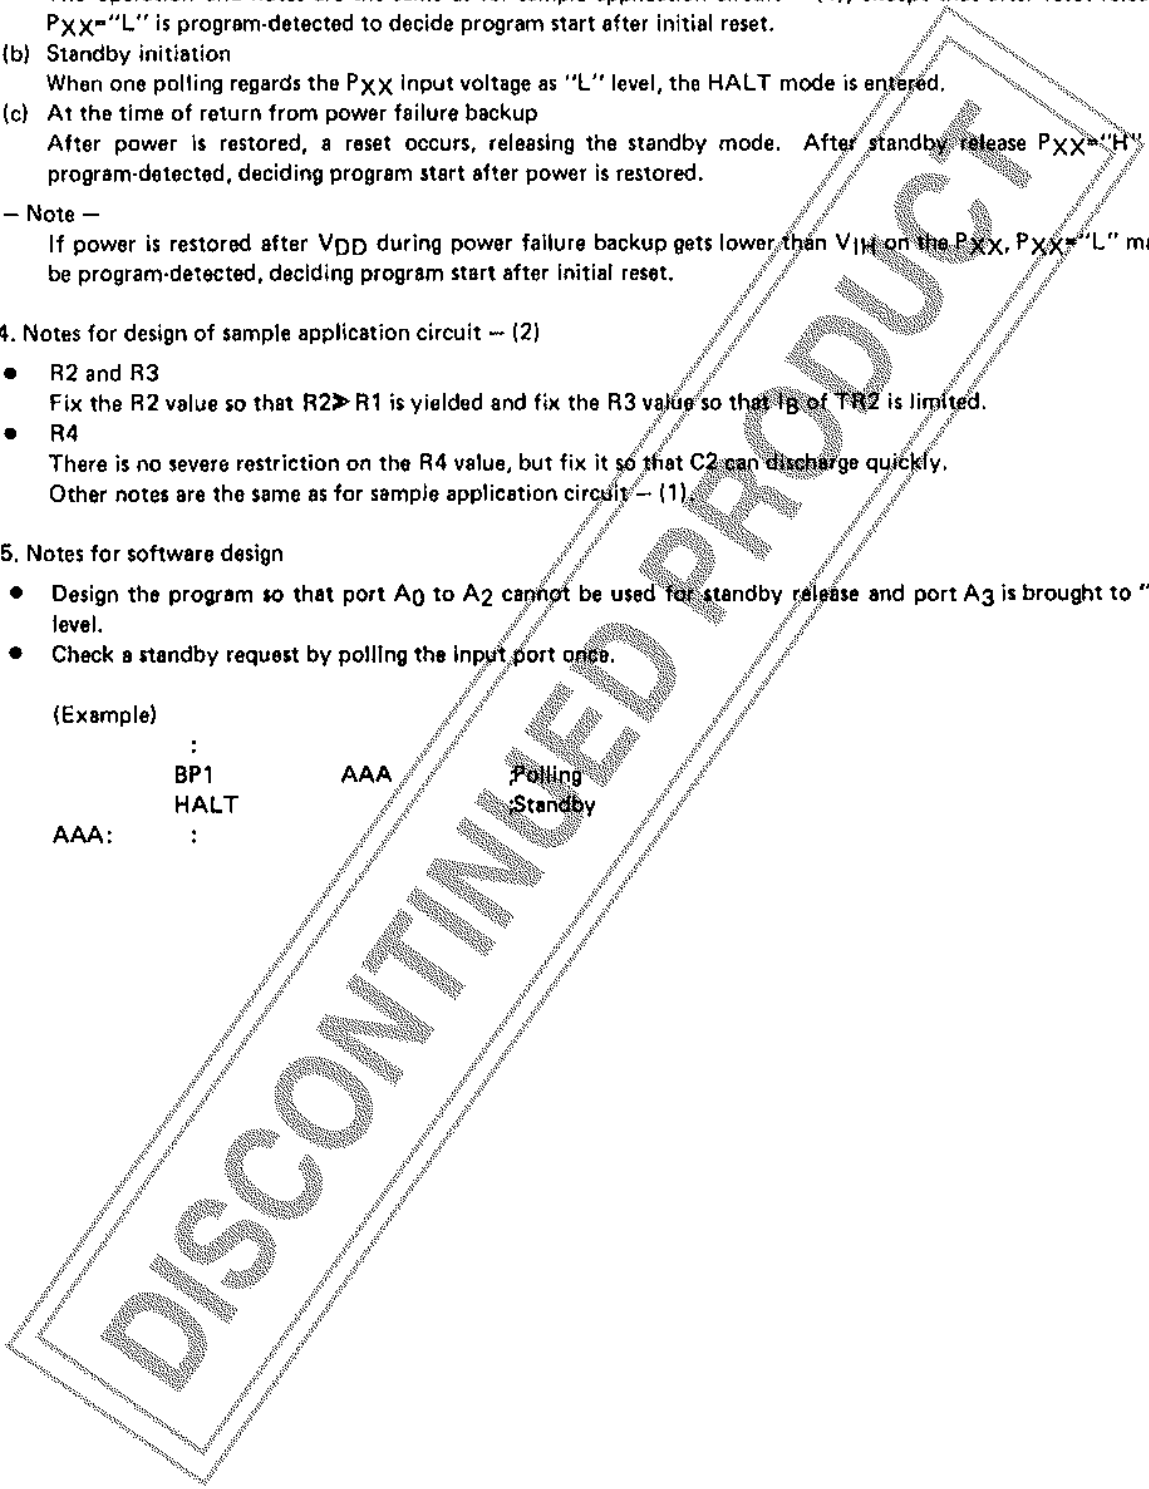 PXX="L" is program-detected to decide program start after initial reset.
(b) Standby initiation
When one polling regards the PXX input voltage as "L" level, the HALT mode is entered.
(c) At the time of return from power failure backup
After power is restored, a reset occurs, releasing the standby mode. After standby release PXX="H"
program-detected, deciding program start after power is restored.
— Note —
If power is restored after VDD during power failure backup gets lower than VIH on the PXX, PXX="L" ma
be program-detected, deciding program start after initial reset.
4. Notes for design of sample application circuit — (2)
● R2 and R3
Fix the R2 value so that R2≫R1 is yielded and fix the R3 value so that IB of TR2 is limited.
● R4
There is no severe restriction on the R4 value, but fix it so that C2 can discharge quickly.
Other notes are the same as for sample application circuit — (1).
5. Notes for software design
● Design the program so that port A0 to A2 cannot be used for standby release and port A3 is brought to "
level.
● Check a standby request by polling the input port once.
(Example)
:
BP1 AAA ;Polling
HALT ;Standby
AAA: :
DISCONTINUED PRODUCT